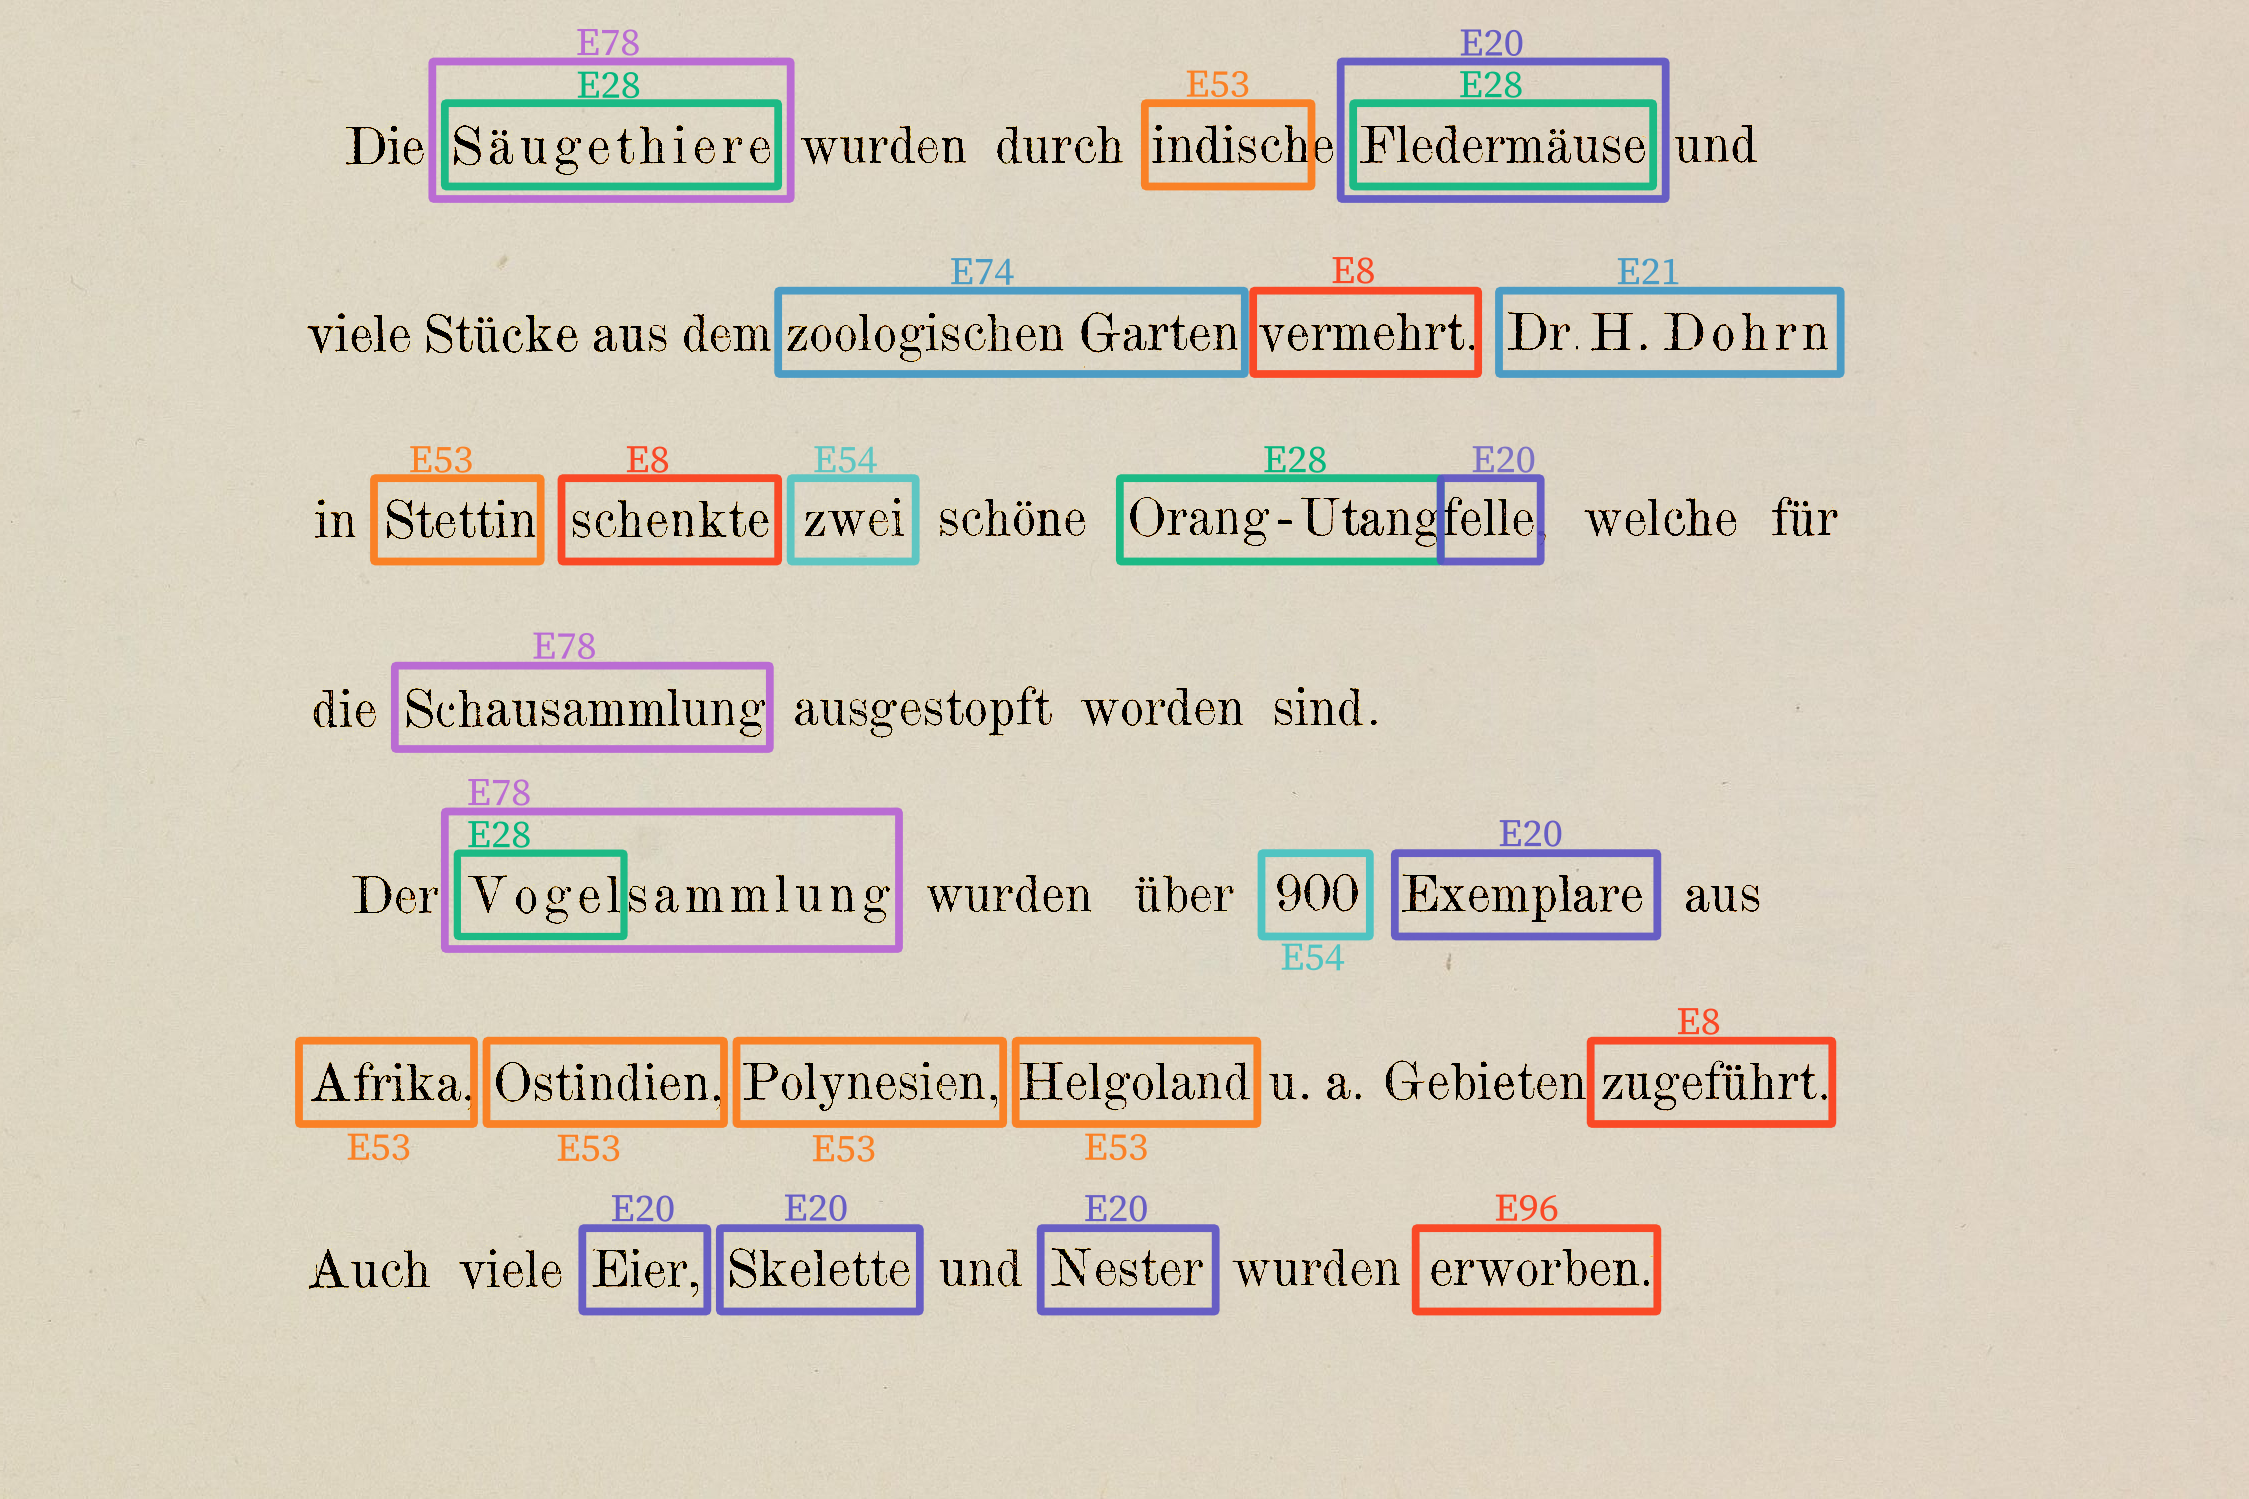 E78 E20
E28 E53 E28
Die Säugethiere wurden durch indische Fledermäuse und
E74 E8 E21
viele Stücke aus dem zoologischen Garten vermehrt. Dr. H. Dohrn
E53 E8 E54 E28 E20
in Stettin schenkte zwei schöne Orang-Utangfelle, welche für
E78
die Schausammlung ausgestopft worden sind.
E78
E28 E20
Der Vogelsammlung wurden über 900 Exemplare aus
E54
E8
Afrika, Ostindien, Polynesien, Helgoland u. a. Gebieten zugeführt.
E53 E53 E53 E53
E20 E20 E20 E96
Auch viele Eier, Skelette und Nester wurden erworben.